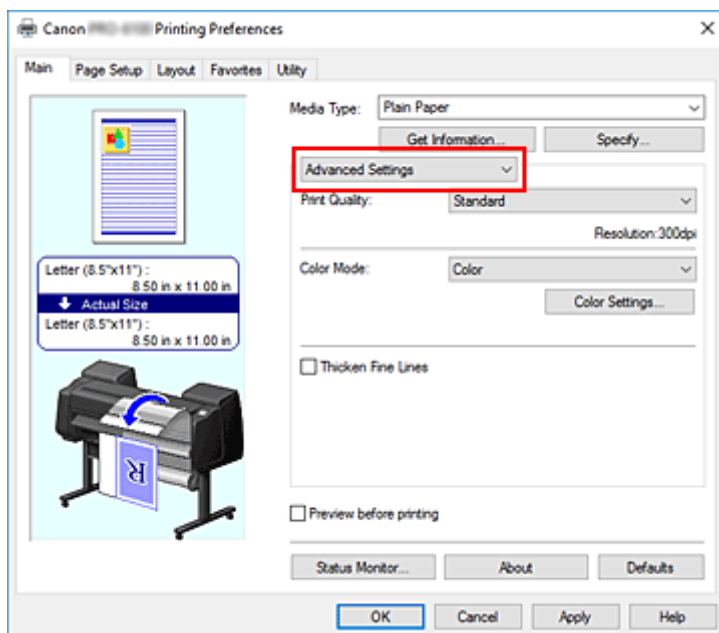 Canon Printing Preferences
Main Page Setup Layout Favorites Utility
Media Type: Plain Paper
Get Information... Specify...
Advanced Settings
Print Quality: Standard
Resolution:300dpi
Letter (8.5"x11") :
8.50 in x 11.00 in
Actual Size
Letter (8.5"x11") :
8.50 in x 11.00 in
Color Mode: Color
Color Settings...
Thicken Fine Lines
R
Preview before printing
Status Monitor... About Defaults
OK Cancel Apply Help